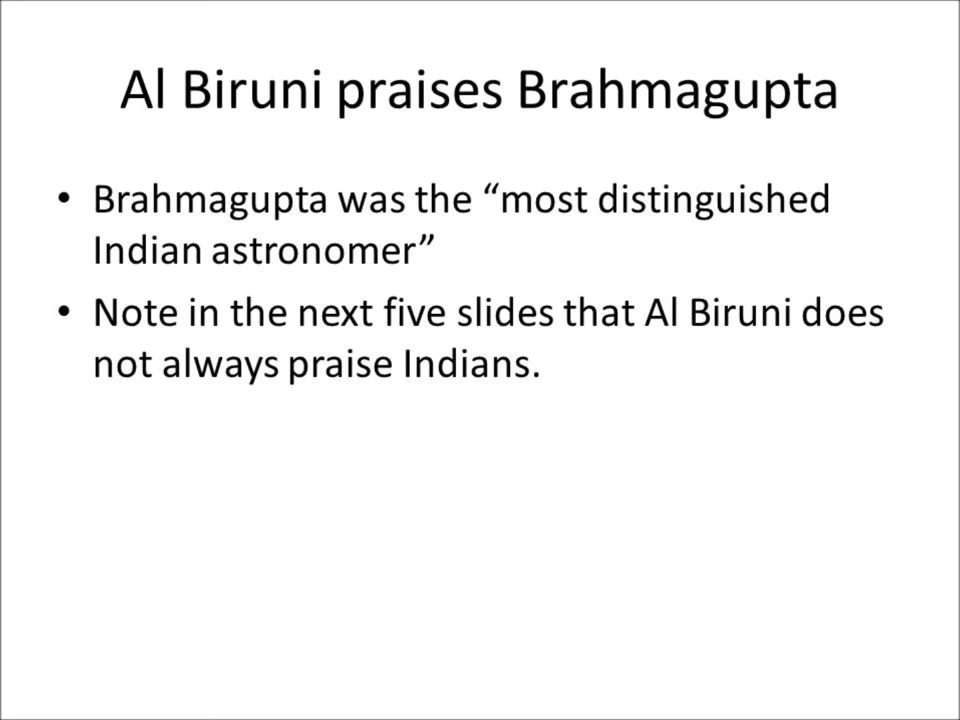 Al Biruni praises Brahmagupta
• Brahmagupta was the “most distinguished
Indian astronomer”
• Note in the next five slides that Al Biruni does
not always praise Indians.